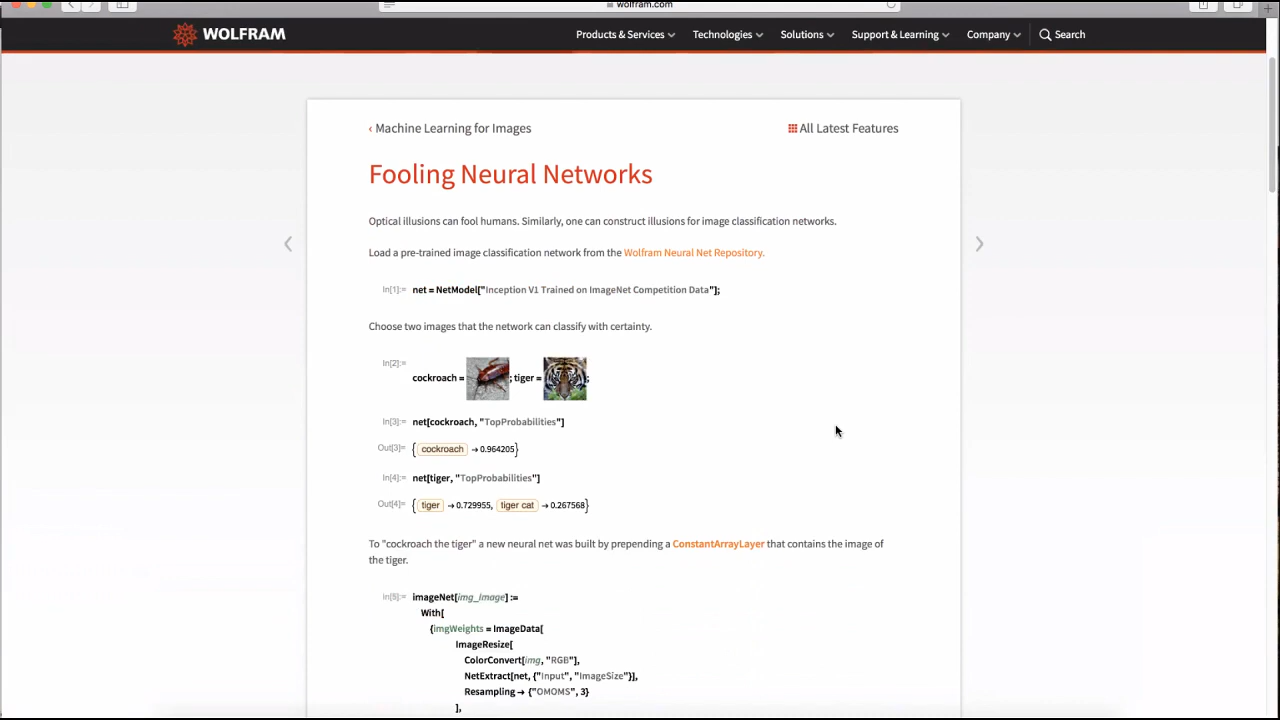 wolfram.com
WOLFRAM
Products & Services Technologies Solutions Support & Learning Company Search
‹ Machine Learning for Images
All Latest Features
Fooling Neural Networks
Optical illusions can fool humans. Similarly, one can construct illusions for image classification networks.
Load a pre-trained image classification network from the Wolfram Neural Net Repository.
In[1]:= net = NetModel["Inception V1 Trained on ImageNet Competition Data"];
Choose two images that the network can classify with certainty.
In[2]:= cockroach = ; tiger = ;
In[3]:= net[cockroach, "TopProbabilities"]
Out[3]= {cockroach → 0.964205}
In[4]:= net[tiger, "TopProbabilities"]
Out[4]= {tiger → 0.729955, tiger cat → 0.267568}
To "cockroach the tiger" a new neural net was built by prepending a ConstantArrayLayer that contains the image of
the tiger.
In[5]:= imageNet[img_Image] :=
With[
{imgWeights = ImageData[
ImageResize[
ColorConvert[img, "RGB"],
NetExtract[net, {"Input", "ImageSize"}],
Resampling → {"OMOMS", 3}
],